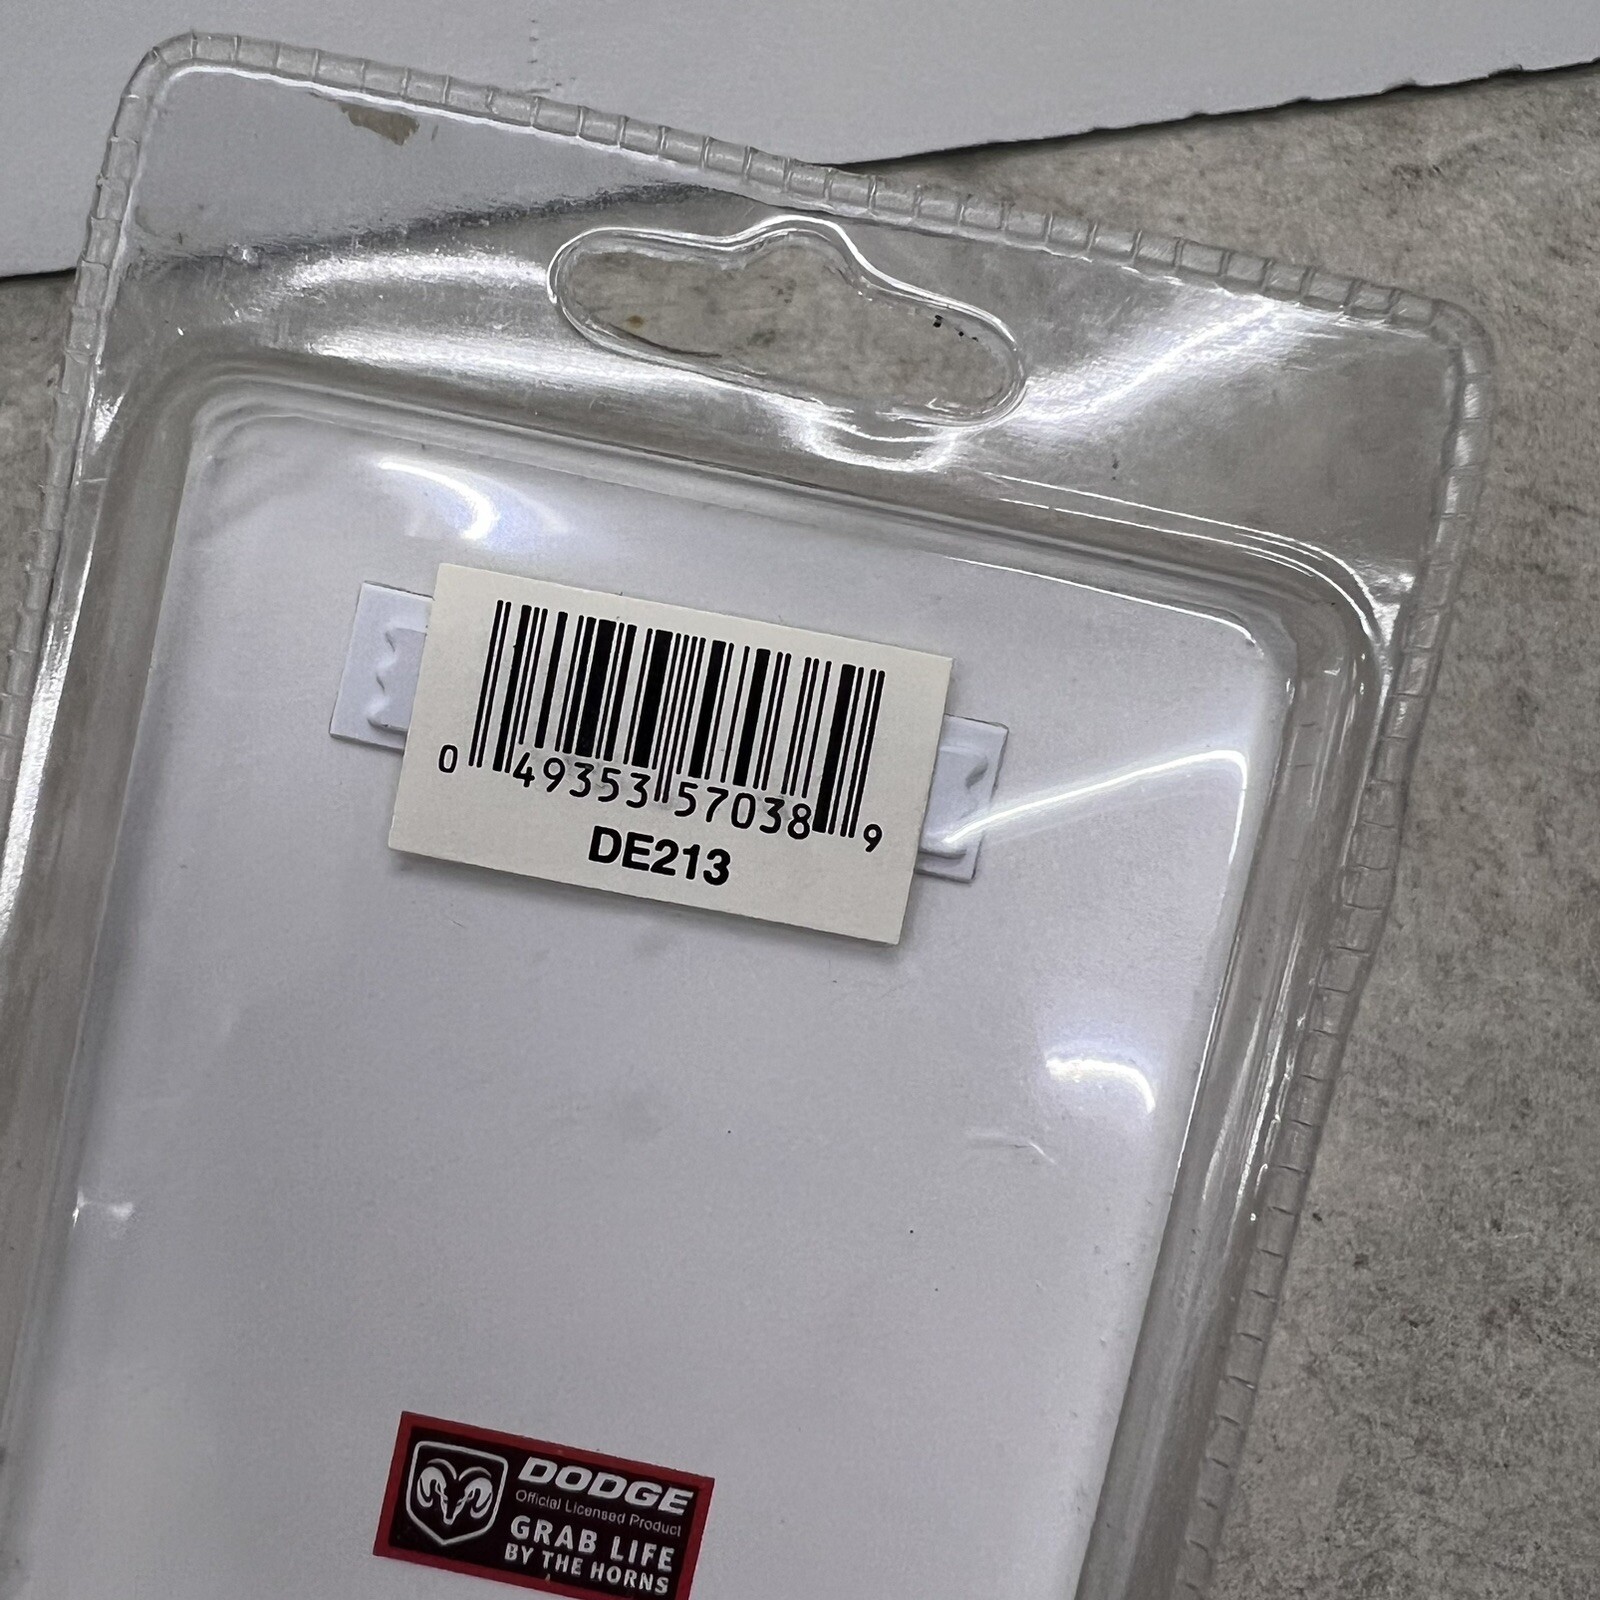 0 49353 57038 9
DE213
DODGE
Official Licensed Product
GRAB LIFE
BY THE HORNS